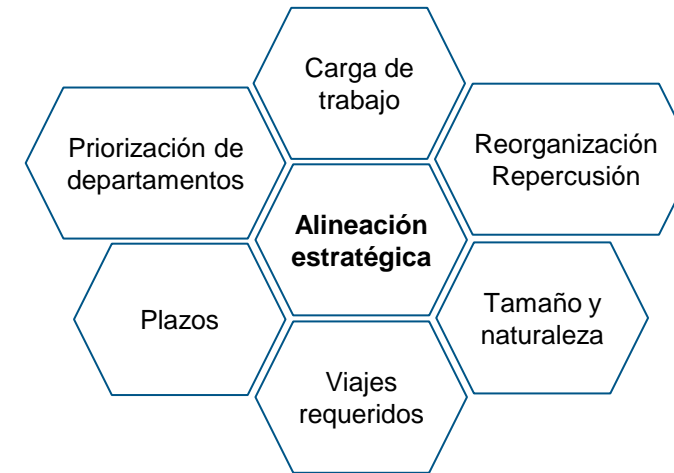 Carga de
trabajo
Priorización de
departamentos
Reorganización
Repercusión
Alineación
estratégica
Plazos
Tamaño y
naturaleza
Viajes
requeridos